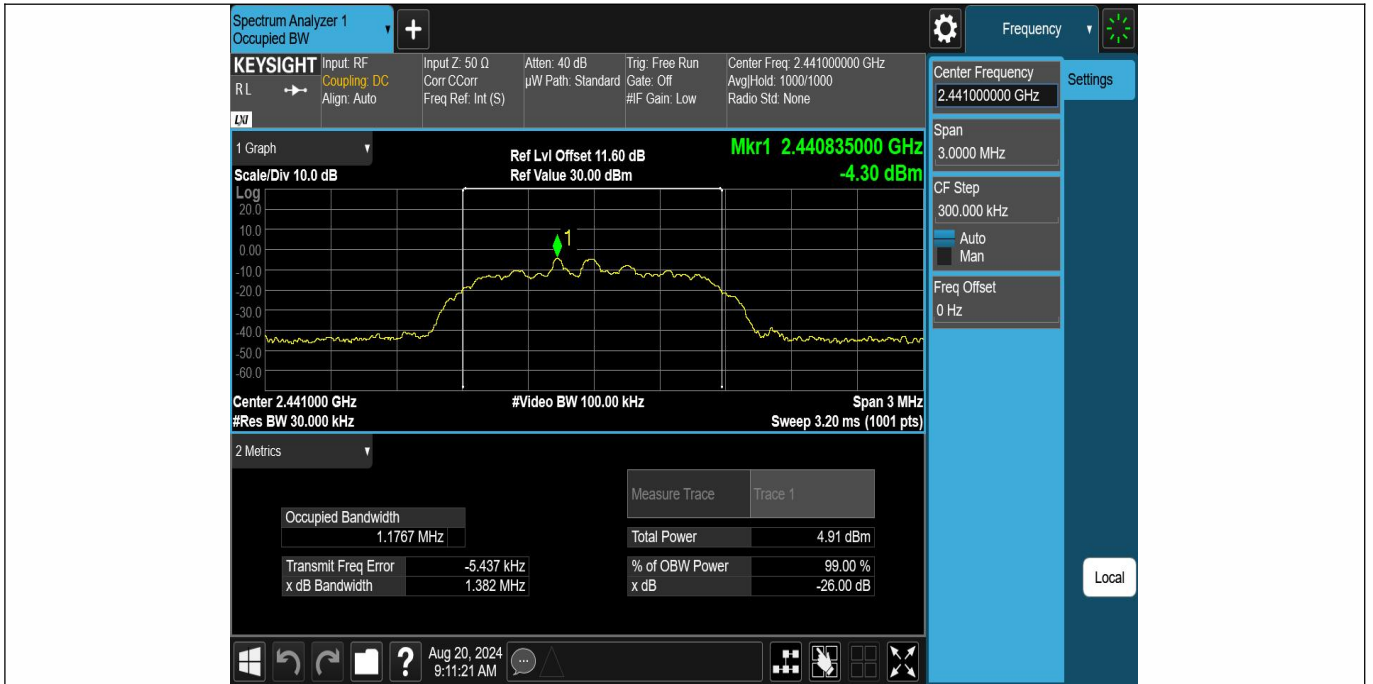 Spectrum Analyzer 1
Occupied BW
+
Frequency
KEYSIGHT
RL
LXI
Input: RF
Coupling: DC
Align: Auto
Input Z: 50 Ω
Corr CCorr
Freq Ref: Int (S)
Atten: 40 dB
µW Path: Standard
Trig: Free Run
Gate: Off
#IF Gain: Low
Center Freq: 2.441000000 GHz
Avg|Hold: 1000/1000
Radio Std: None
Center Frequency
2.441000000 GHz
Settings
Span
3.0000 MHz
CF Step
300.000 kHz
Auto
Man
Freq Offset
0 Hz
Local
1 Graph
Scale/Div 10.0 dB
Ref Lvl Offset 11.60 dB
Ref Value 30.00 dBm
Mkr1 2.440835000 GHz
-4.30 dBm
Log
20.0
10.0
0.00
-10.0
-20.0
-30.0
-40.0
-50.0
-60.0
1
Center 2.441000 GHz
#Res BW 30.000 kHz
#Video BW 100.00 kHz
Span 3 MHz
Sweep 3.20 ms (1001 pts)
2 Metrics
Measure Trace Trace 1
Occupied Bandwidth
1.1767 MHz
Total Power 4.91 dBm
Transmit Freq Error -5.437 kHz
% of OBW Power 99.00 %
x dB Bandwidth 1.382 MHz
x dB -26.00 dB
?
Aug 20, 2024
9:11:21 AM